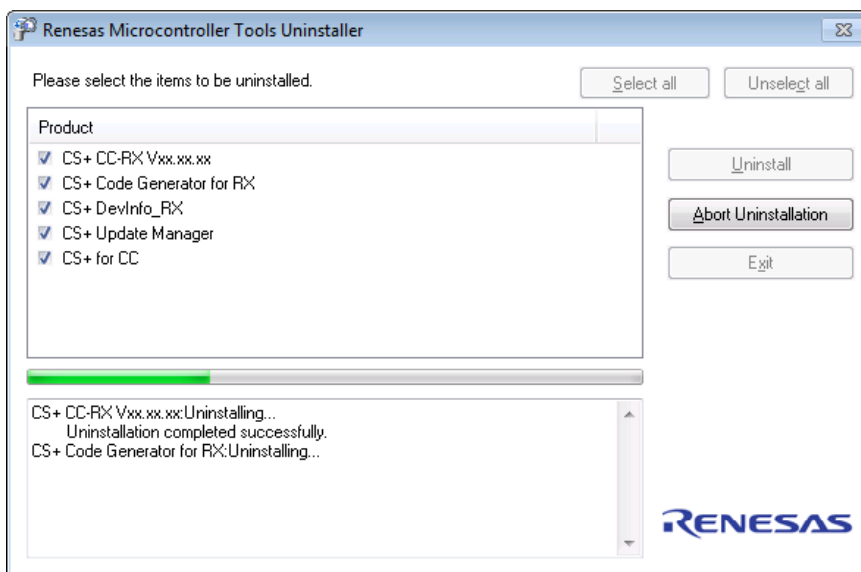 Renesas Microcontroller Tools Uninstaller
Please select the items to be uninstalled.
Select all
Unselect all
Product
CS+ CC-RX Vxx.xx.xx
CS+ Code Generator for RX
CS+ DevInfo_RX
CS+ Update Manager
CS+ for CC
Uninstall
Abort Uninstallation
Exit
CS+ CC-RX Vxx.xx.xx:Uninstalling...
Uninstallation completed successfully.
CS+ Code Generator for RX:Uninstalling...
RENESAS